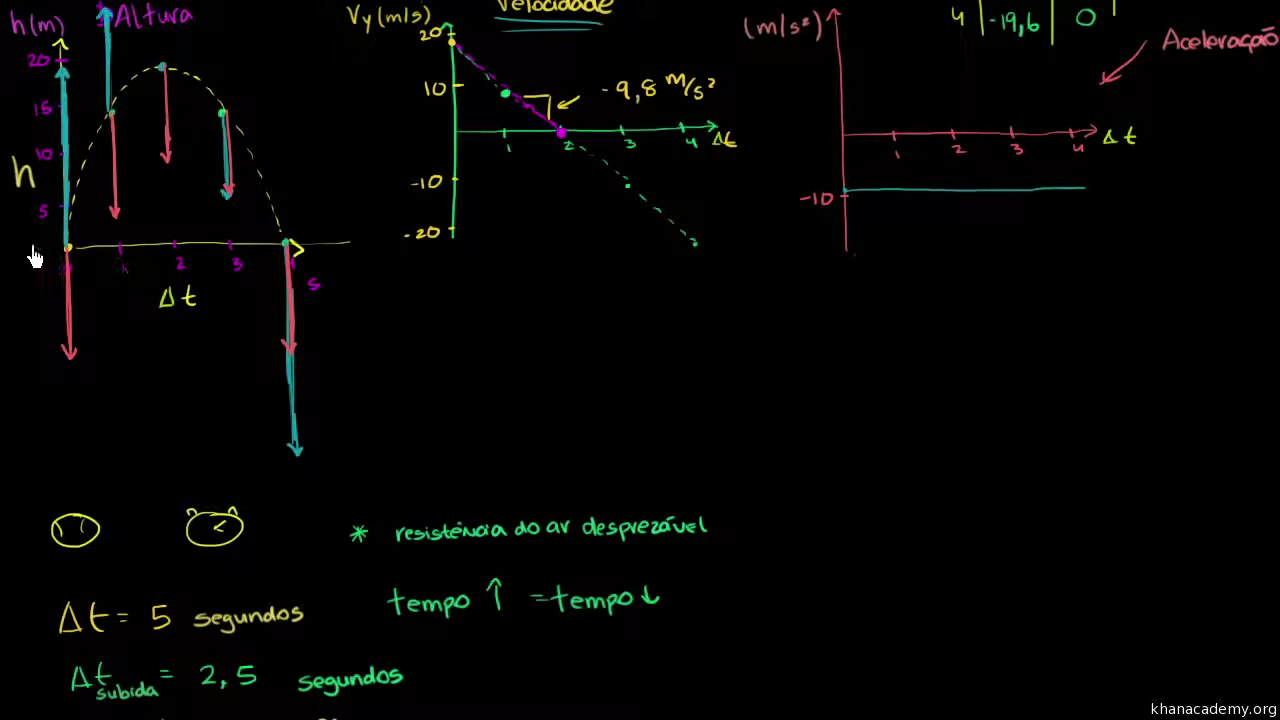 h(m) Altura
20
15
10
h
5
1 2 3
5
Δt
Vy (m/s) Velocidade
20
10
-9,8 m/s²
1 2 3 4 Δt
-10
-20
4 | -19,6 | 0 |
(m/s²)
Aceleração
1 2 3 4 Δt
-10
* resistência do ar desprezável
tempo ↑ = tempo ↓
Δt = 5 segundos
Δt subida = 2,5 segundos
khanacademy.org